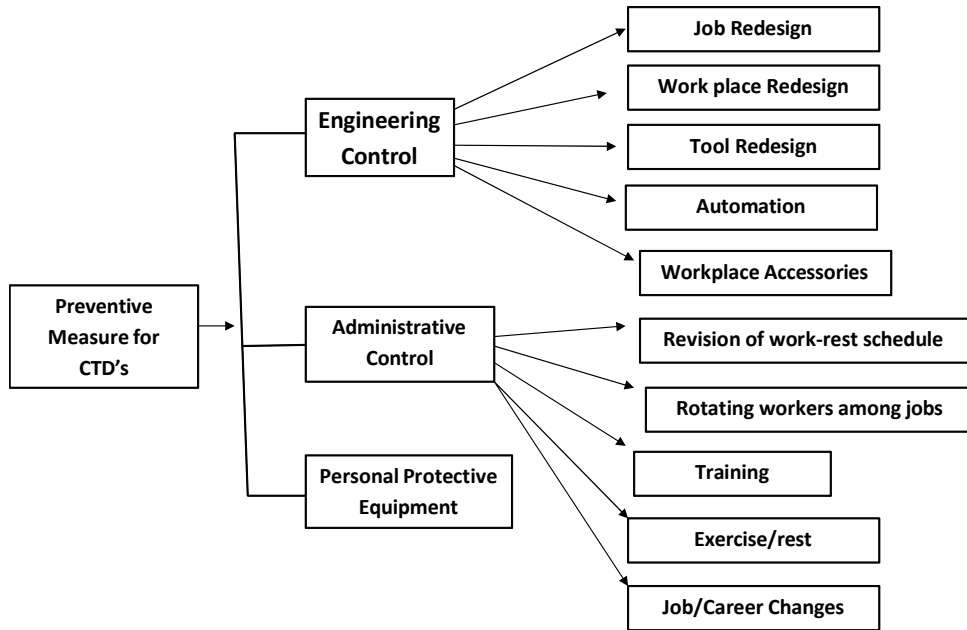 Preventive
Measure for
CTD's
Engineering
Control
Job Redesign
Work place Redesign
Tool Redesign
Automation
Workplace Accessories
Administrative
Control
Revision of work-rest schedule
Rotating workers among jobs
Training
Exercise/rest
Job/Career Changes
Personal Protective
Equipment